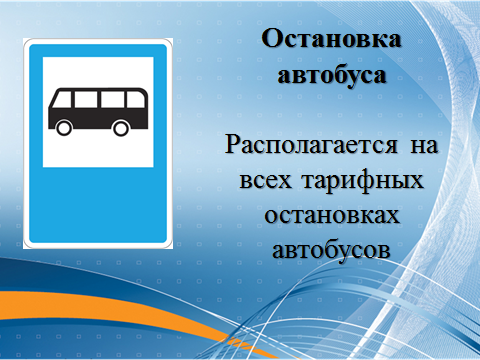 Остановка
автобуса
Располагается на
всех тарифных
остановках
автобусов